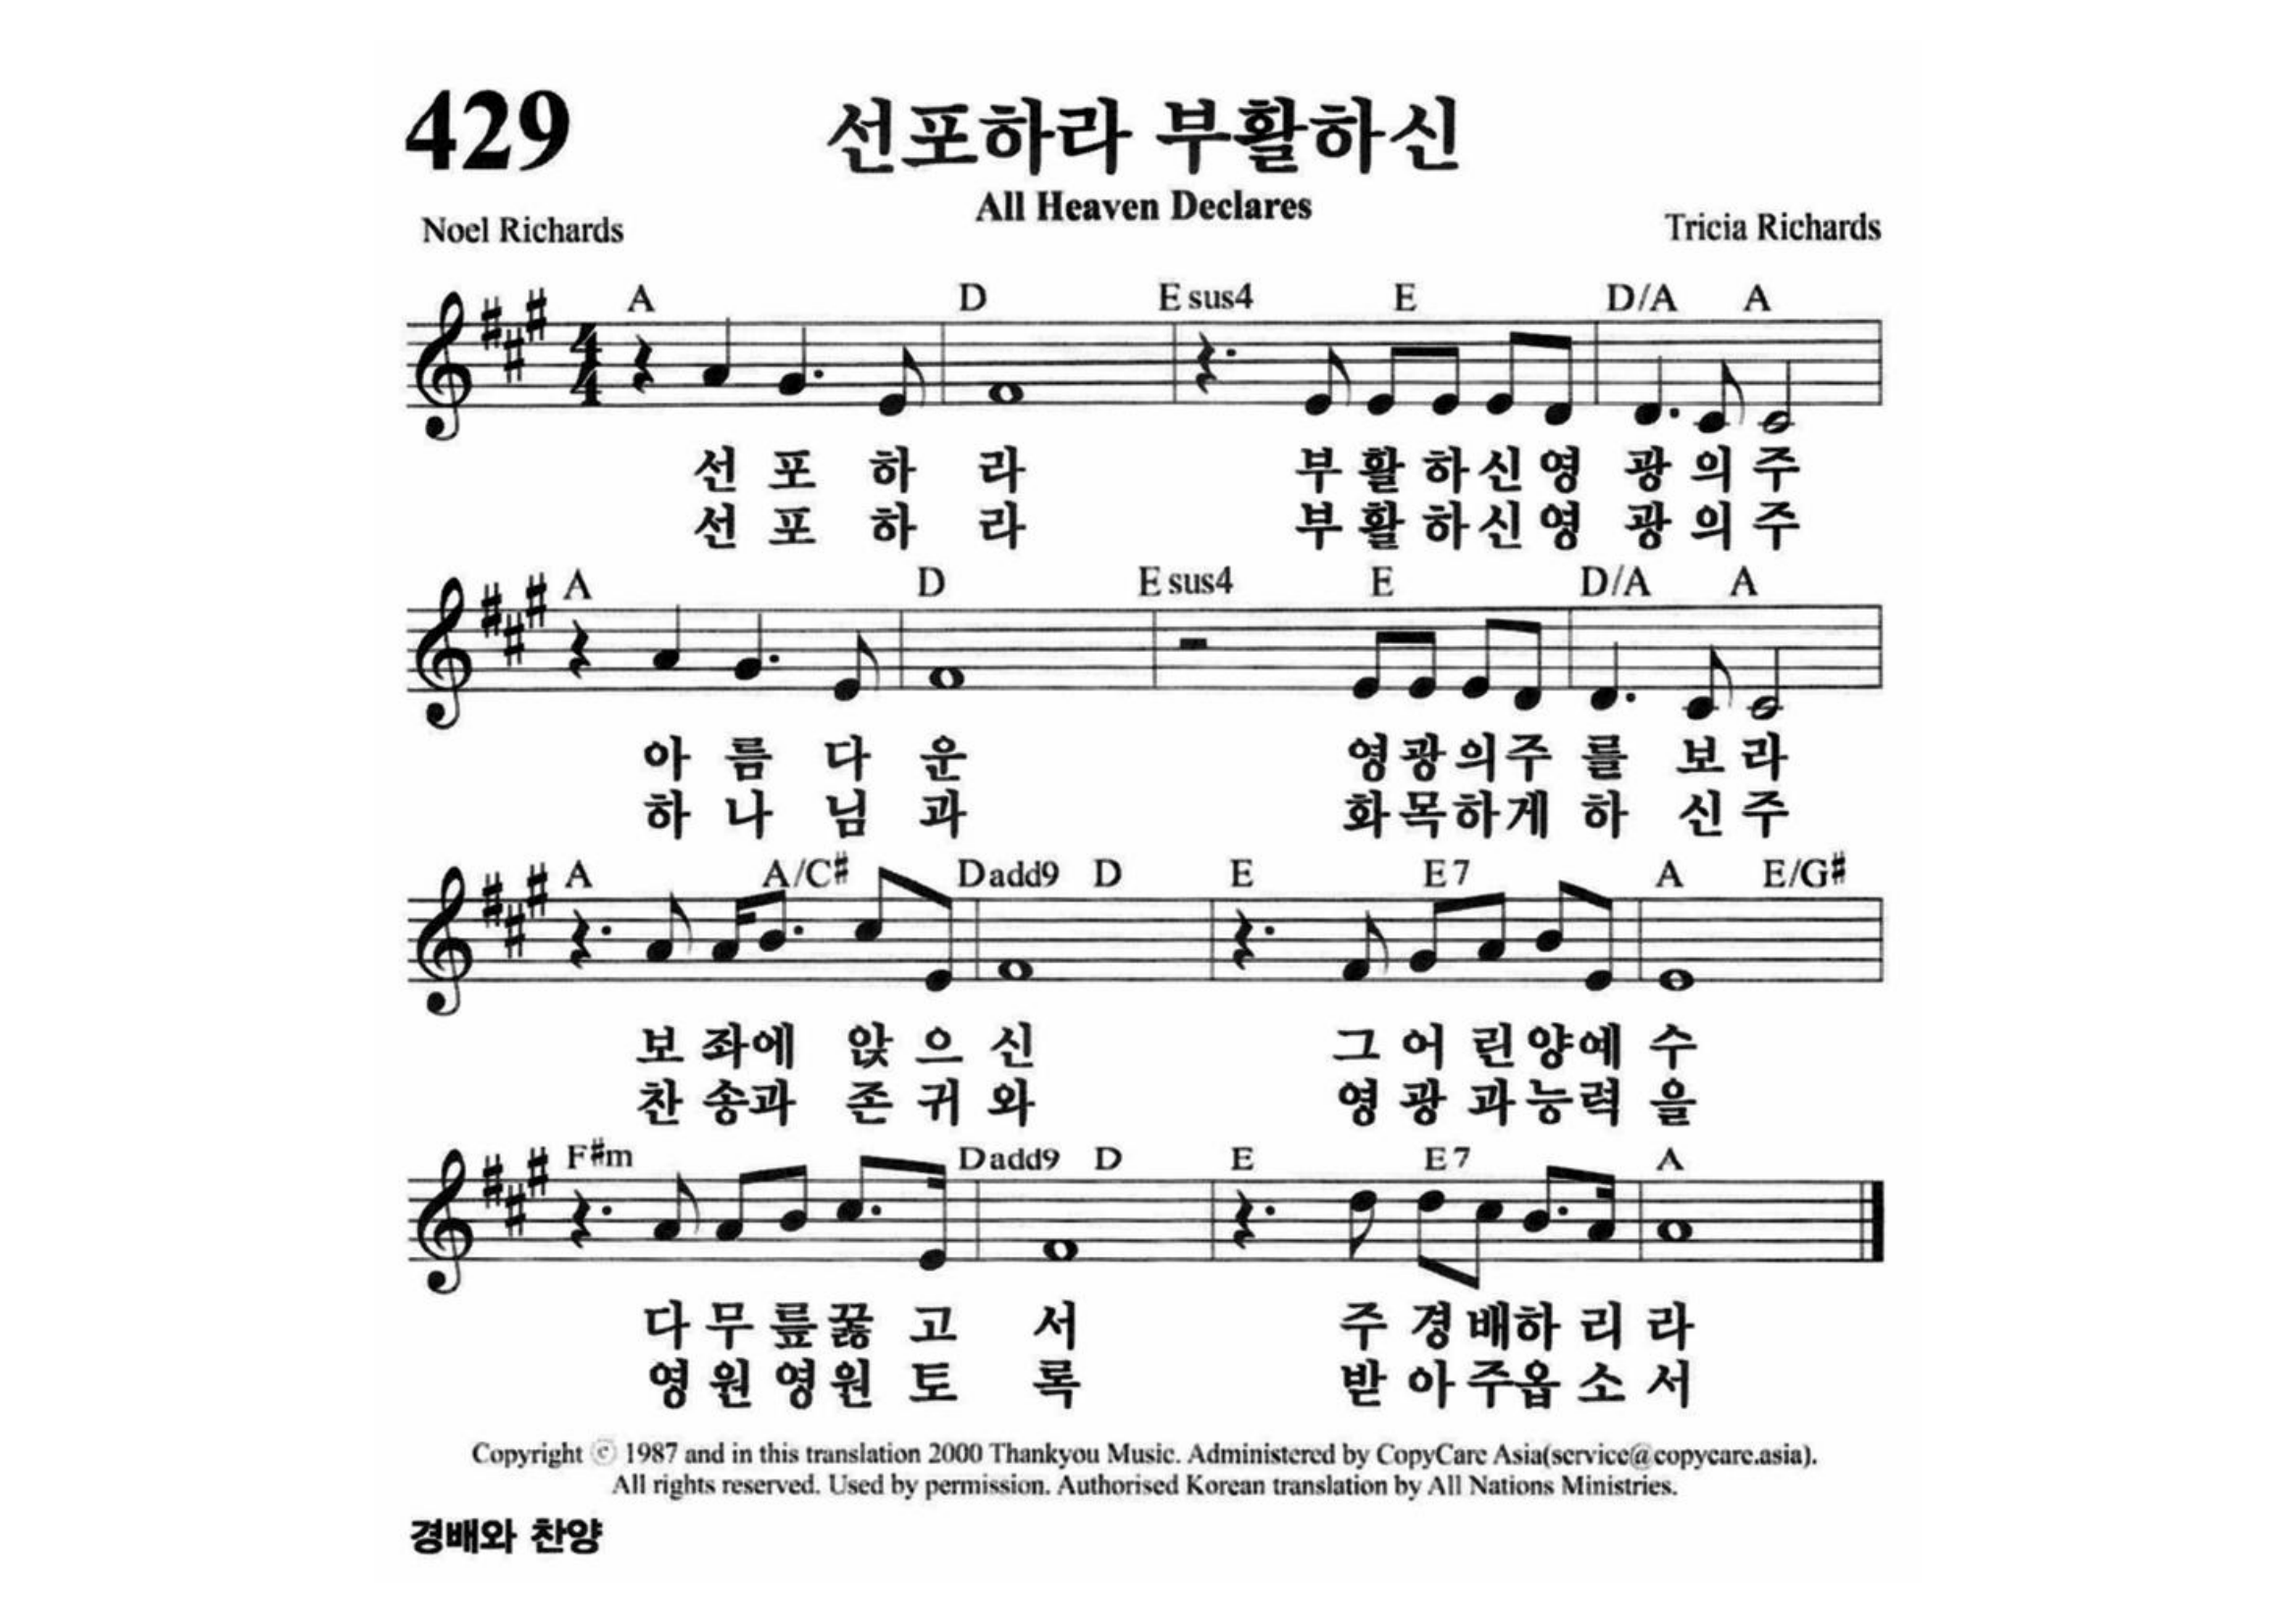 429
선포하라 부활하신
All Heaven Declares
Noel Richards
Tricia Richards
A D E sus4 E D/A A
선 포 하 라 부 활 하 신 영 광 의 주
선 포 하 라 부 활 하 신 영 광 의 주
A D E sus4 E D/A A
아 름 다 운 영 광 의 주 를 보 라
하 나 님 과 화 목 하 게 하 신 주
A A/C# D add9 D E E7 A E/G#
보 좌 에 앉 으 신 그 어 린 양 예 수
찬 송 과 존 귀 와 영 광 과 능 력 을
F#m D add9 D E E7 A
다 무 릎 꿇 고 서 주 경 배 하 리 라
영 원 영 원 토 록 받 아 주 옵 소 서
Copyright © 1987 and in this translation 2000 Thankyou Music. Administered by CopyCare Asia(service@copycare.asia).
All rights reserved. Used by permission. Authorised Korean translation by All Nations Ministries.
경배와 찬양